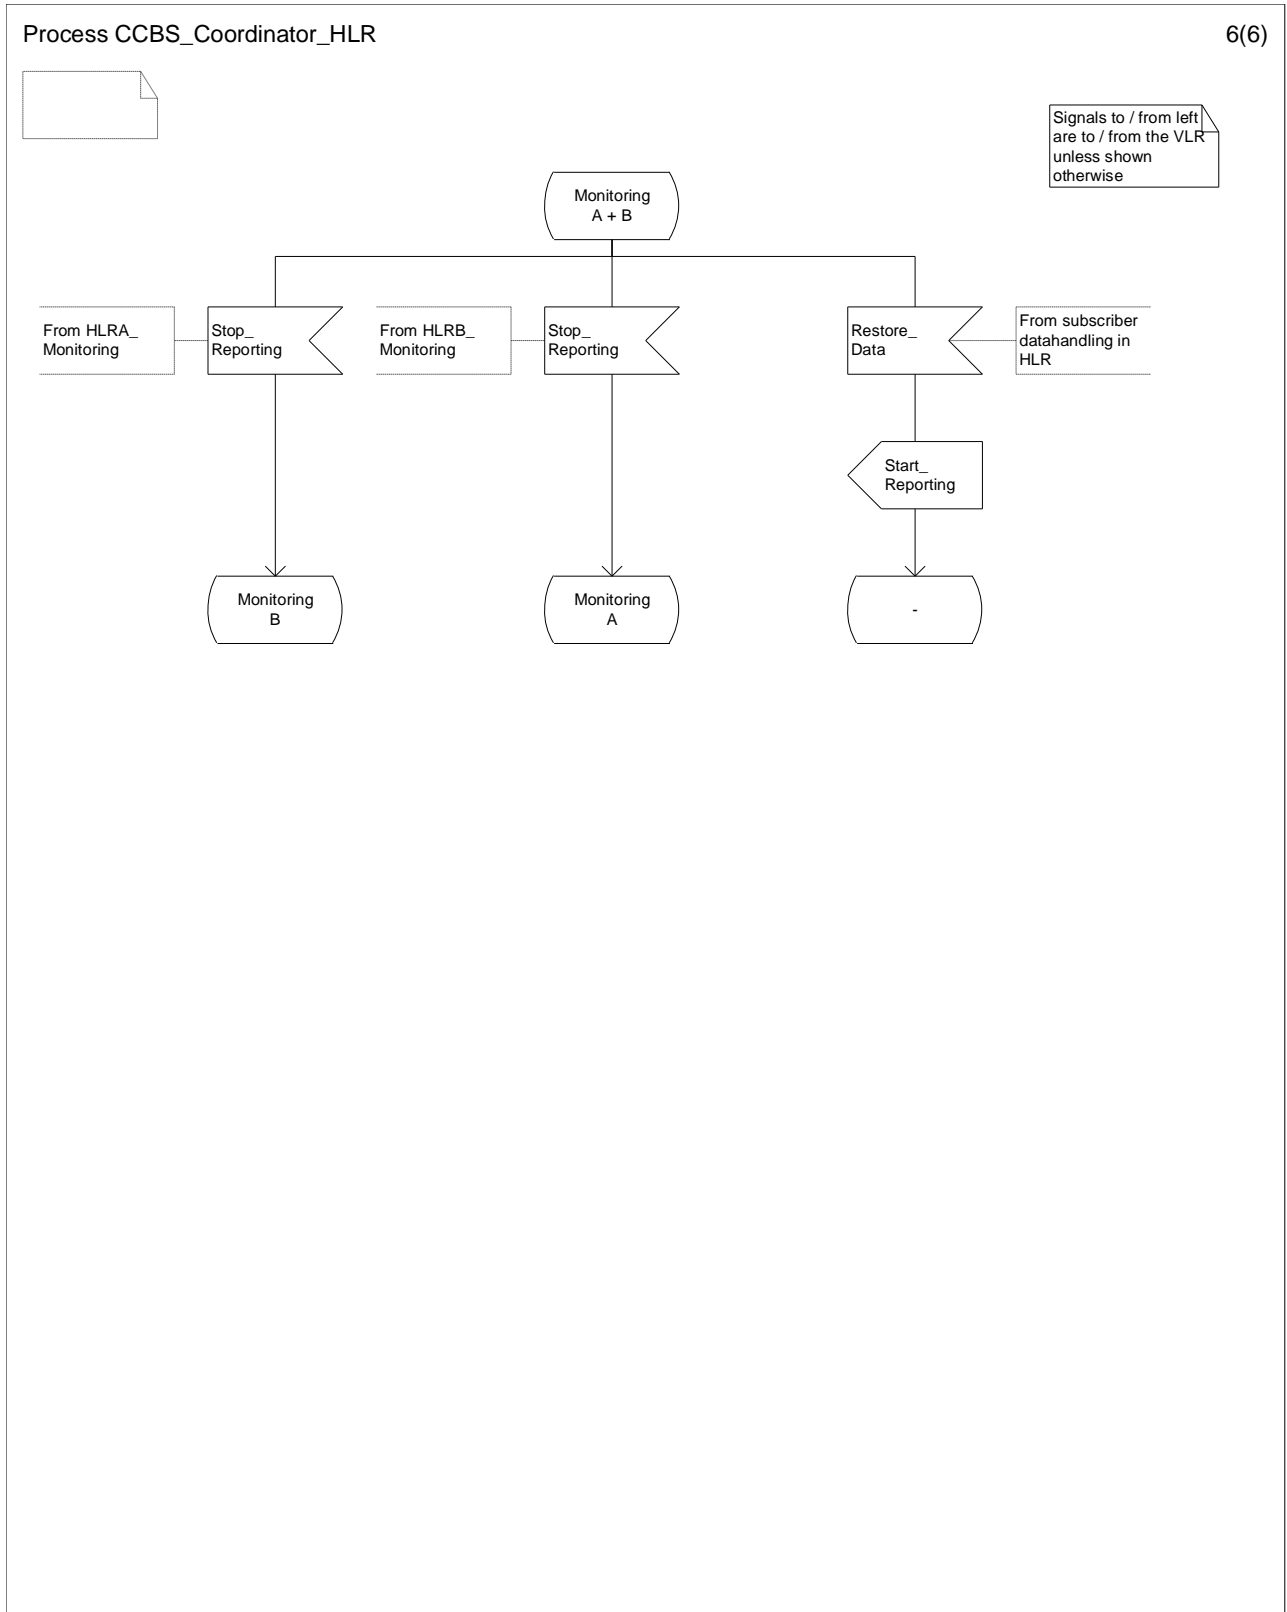 Process CCBS_Coordinator_HLR
6(6)
Signals to / from left
are to / from the VLR
unless shown
otherwise
Monitoring
A + B
From HLRA_
Monitoring
Stop_
Reporting
From HLRB_
Monitoring
Stop_
Reporting
Restore_
Data
From subscriber
datahandling in
HLR
Start_
Reporting
Monitoring
B
Monitoring
A
-